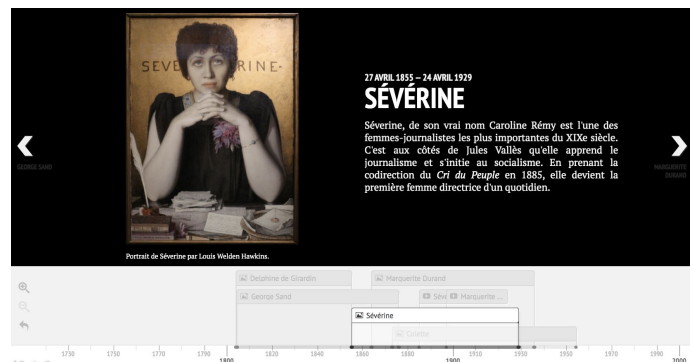 SEVERINE·
27 AVRIL 1855 – 24 AVRIL 1929
SÉVÉRINE
Séverine, de son vrai nom Caroline Rémy est l'une des
femmes-journalistes les plus importantes du XIXe siècle.
C'est aux côtés de Jules Vallès qu'elle apprend le
journalisme et s'initie au socialisme. En prenant la
codirection du Cri du Peuple en 1885, elle devient la
première femme directrice d'un quotidien.
GEORGE SAND
MARGUERITE
DURAND
Portrait de Séverine par Louis Welden Hawkins.
Delphine de Girardin
Marguerite Durand
George Sand
Séve
Marguerite ...
Sévérine
Colette
1730 1750 1770 1790 1820 1840 1860 1880 1910 1930 1950 1970 1990
1800 1900 2000